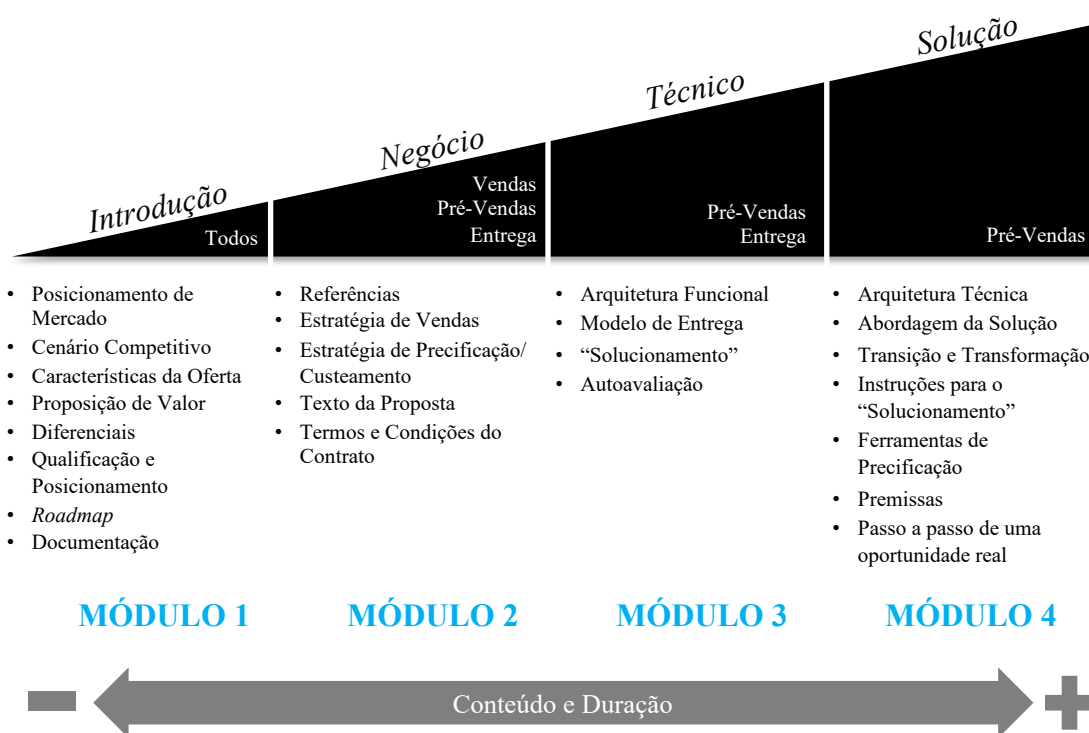 Introdução
Todos
Negócio
Vendas
Pré-Vendas
Entrega
Técnico
Pré-Vendas
Entrega
Solução
Pré-Vendas
• Posicionamento de
Mercado
• Cenário Competitivo
• Características da Oferta
• Proposição de Valor
• Diferenciais
• Qualificação e
Posicionamento
• Roadmap
• Documentação
• Referências
• Estratégia de Vendas
• Estratégia de Precificação/
Custeamento
• Texto da Proposta
• Termos e Condições do
Contrato
• Arquitetura Funcional
• Modelo de Entrega
• “Solucionamento”
• Autoavaliação
• Arquitetura Técnica
• Abordagem da Solução
• Transição e Transformação
• Instruções para o
“Solucionamento”
• Ferramentas de
Precificação
• Premissas
• Passo a passo de uma
oportunidade real
MÓDULO 1
MÓDULO 2
MÓDULO 3
MÓDULO 4
Conteúdo e Duração